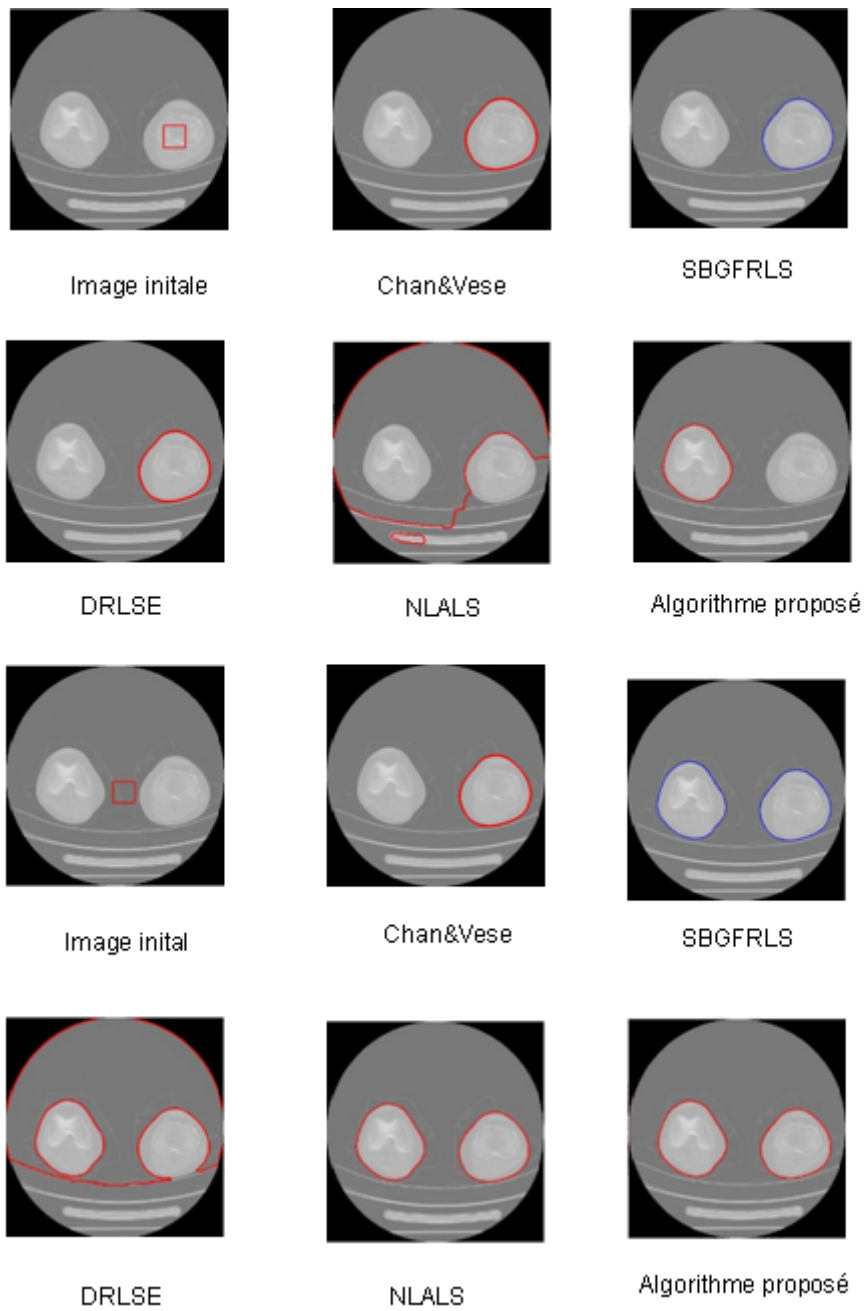 Image initale
Chan&Vese
SBGFRLS
DRLSE
NLALS
Algorithme proposé
Image inital
Chan&Vese
SBGFRLS
DRLSE
NLALS
Algorithme proposé